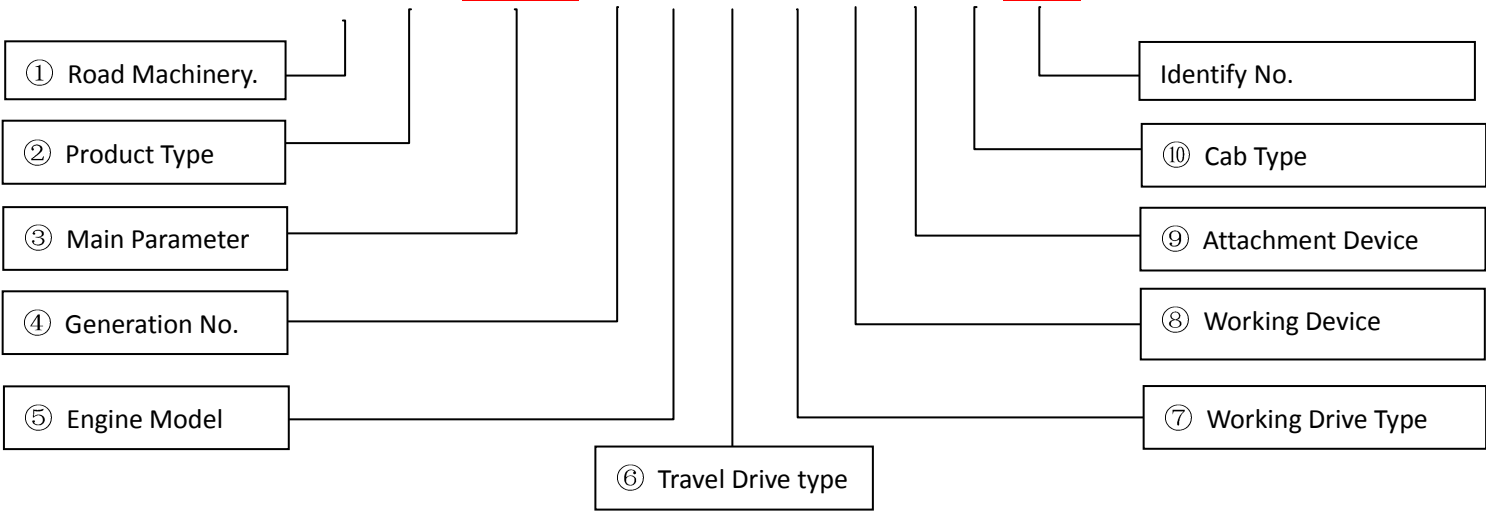 ① Road Machinery.
② Product Type
③ Main Parameter
④ Generation No.
⑤ Engine Model
⑥ Travel Drive type
Identify No.
⑩ Cab Type
⑨ Attachment Device
⑧ Working Device
⑦ Working Drive Type